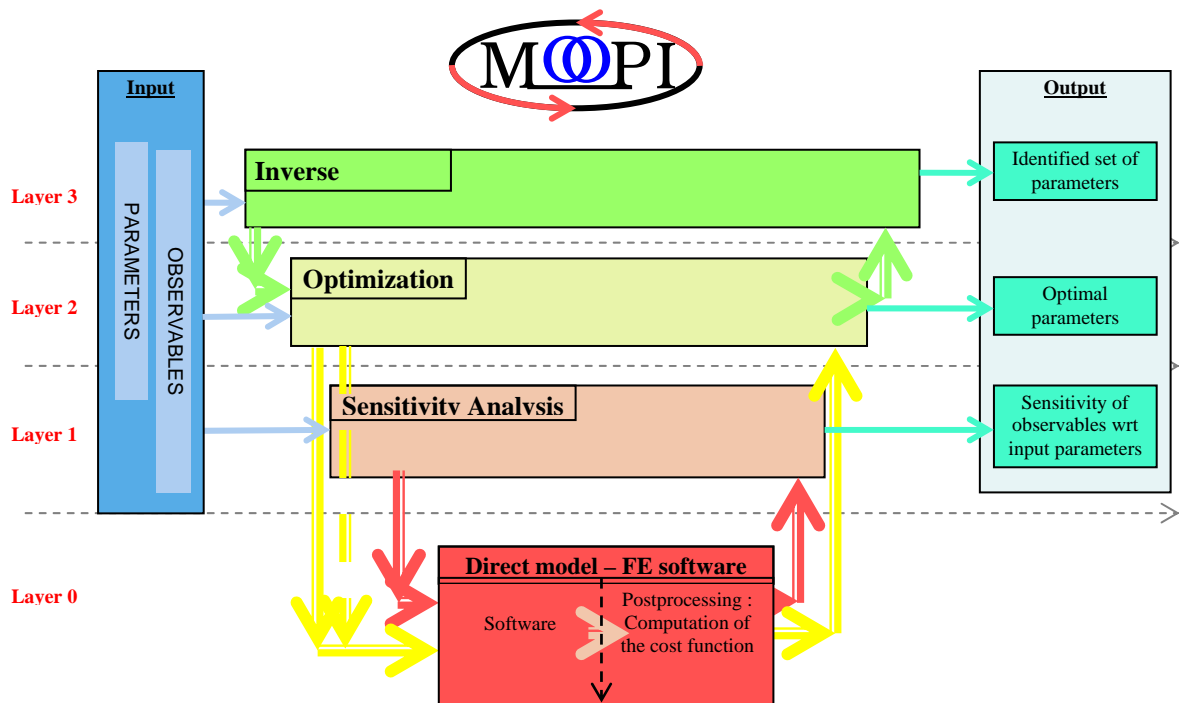 MOOPI
Input
Output
PARAMETERS
OBSERVABLES
Layer 3
Inverse
Identified set of
parameters
Layer 2
Optimization
Optimal
parameters
Layer 1
Sensitivity Analysis
Sensitivity of
observables wrt
input parameters
Layer 0
Direct model – FE software
Software
Postprocessing :
Computation of
the cost function